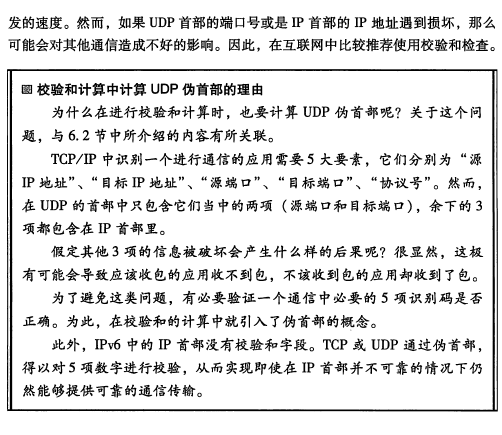 发的速度。然而，如果 UDP 首部的端口号或是 IP 首部的 IP 地址遇到损坏，那么
可能会对其他通信造成不好的影响。因此，在互联网中比较推荐使用校验和检查。
校验和计算中计算 UDP 伪首部的理由
为什么在进行校验和计算时，也要计算 UDP 伪首部呢？关于这个问
题，与 6.2 节中所介绍的内容有所关联。
TCP/IP 中识别一个进行通信的应用需要 5 大要素，它们分别为“源
IP 地址”、“目标 IP 地址”、“源端口”、“目标端口”、“协议号”。然而，
在 UDP 的首部中只包含它们当中的两项（源端口和目标端口），余下的 3
项都包含在 IP 首部里。
假定其他 3 项的信息被破坏会产生什么样的后果呢？很显然，这极
有可能会导致应该收包的应用收不到包，不该收到包的应用却收到了包。
为了避免这类问题，有必要验证一个通信中必要的 5 项识别码是否
正确。为此，在校验和的计算中就引入了伪首部的概念。
此外，IPv6 中的 IP 首部没有校验和字段。TCP 或 UDP 通过伪首部，
得以对 5 项数字进行校验，从而实现即使在 IP 首部并不可靠的情况下仍
然能够提供可靠的通信传输。